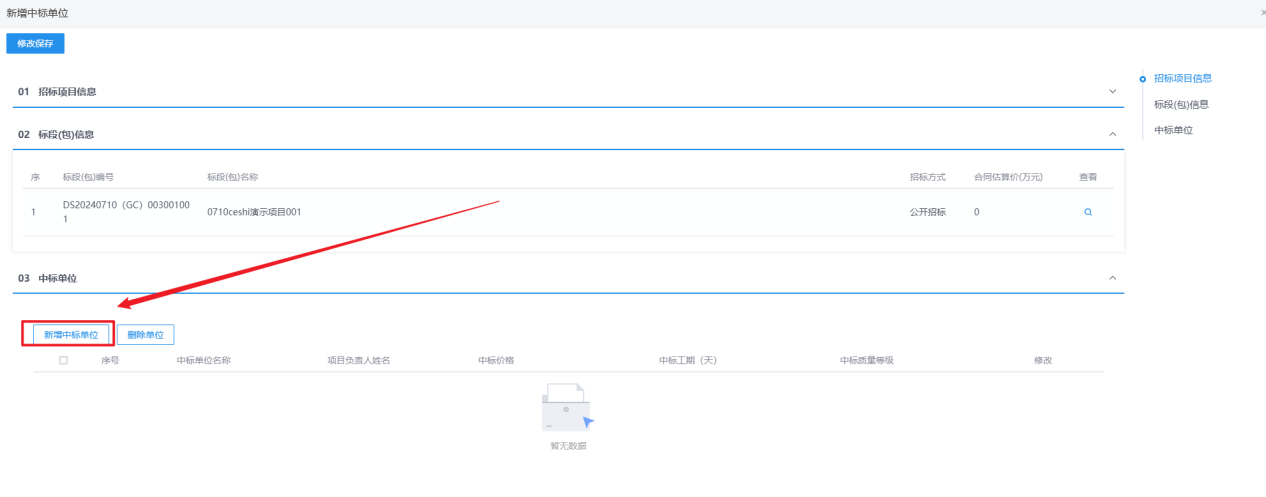 新增中标单位
×
修改保存
01 招标项目信息
招标项目信息
标段(包)信息
中标单位
02 标段(包)信息
序 标段(包)编号 标段(包)名称 招标方式 合同估算价(万元) 查看
1 DS20240710（GC）00300100 0710ceshi演示项目001 公开招标 0
1
03 中标单位
新增中标单位 删除单位
序号 中标单位名称 项目负责人姓名 中标价格 中标工期（天） 中标质量等级 修改
暂无数据